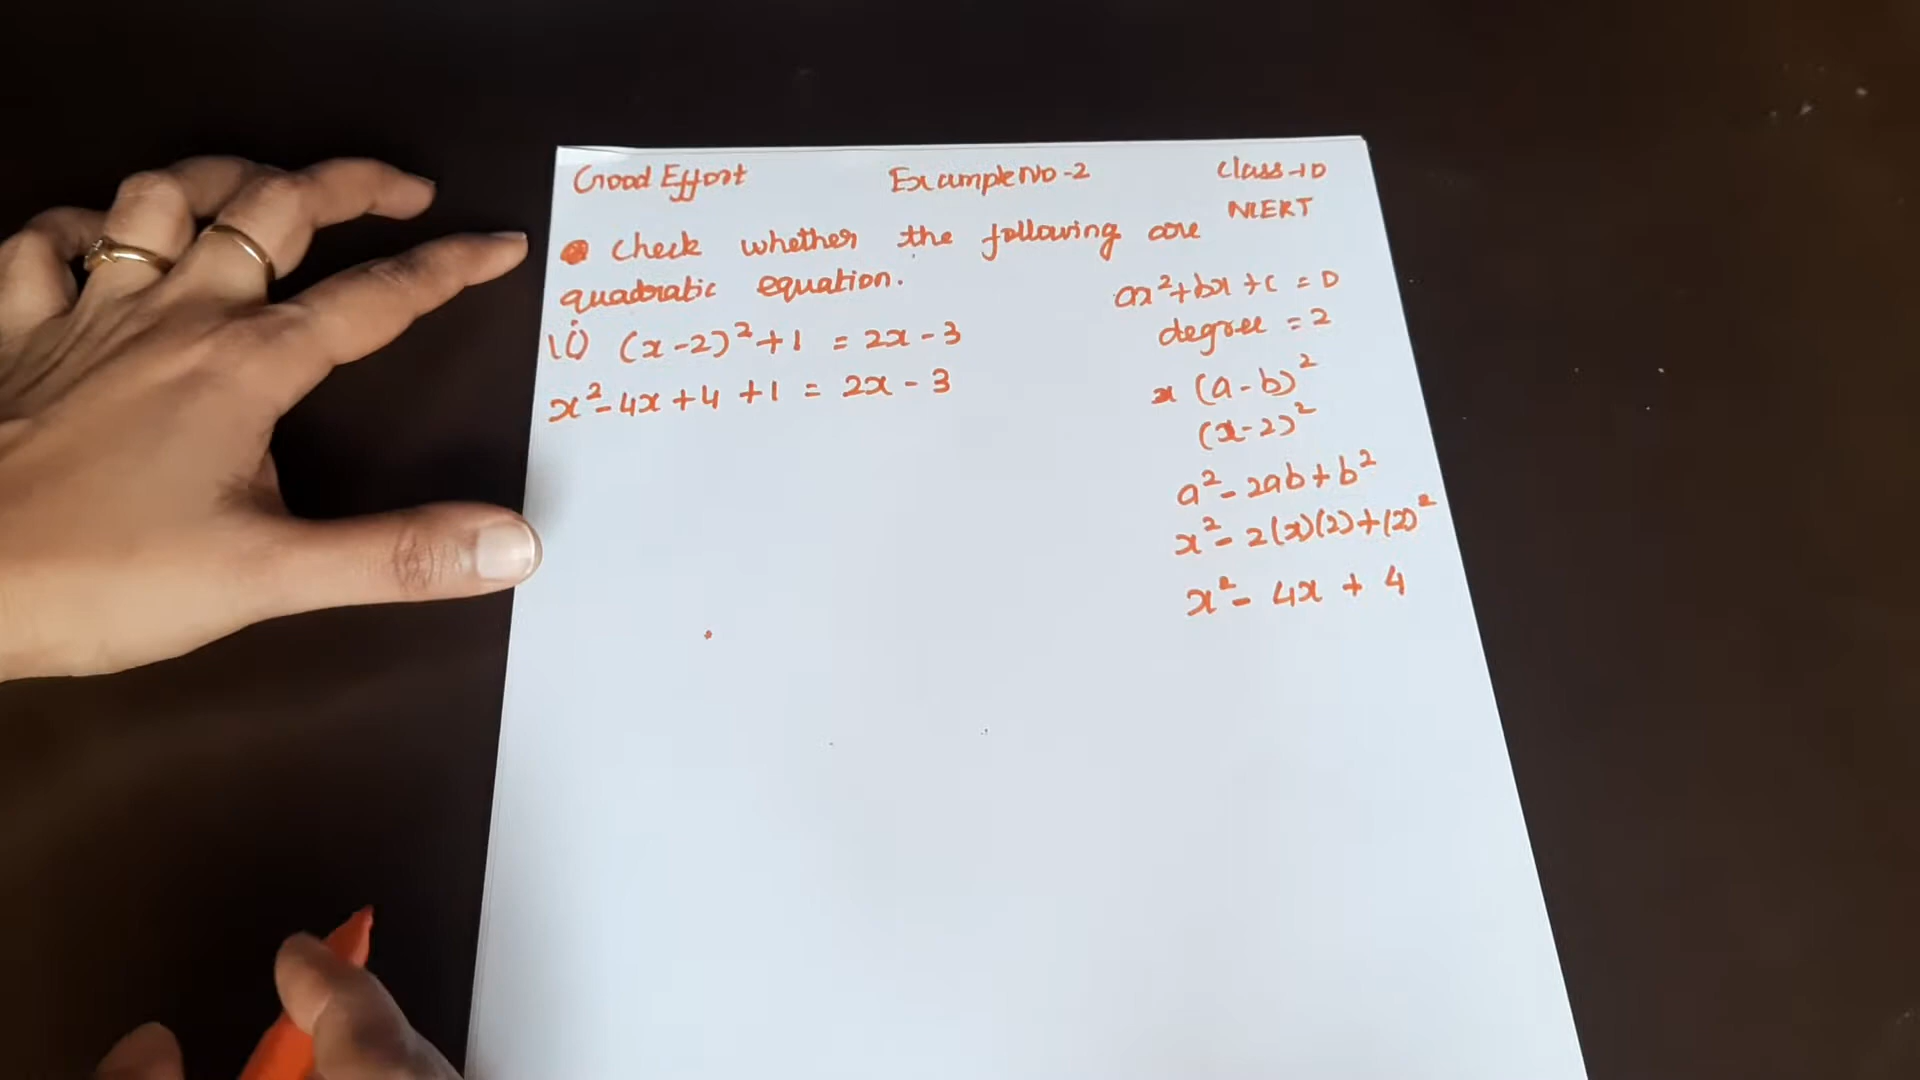 Good Effort Example No-2 Class-10
NCERT
Check whether the following are
quadratic equation.
(i) (x-2)²+1 = 2x-3
x²-4x+4+1 = 2x-3
ax²+bx+c = 0
degree = 2
x (a-b)²
(x-2)²
a²-2ab+b²
x²-2(x)(2)+(2)²
x²-4x+4